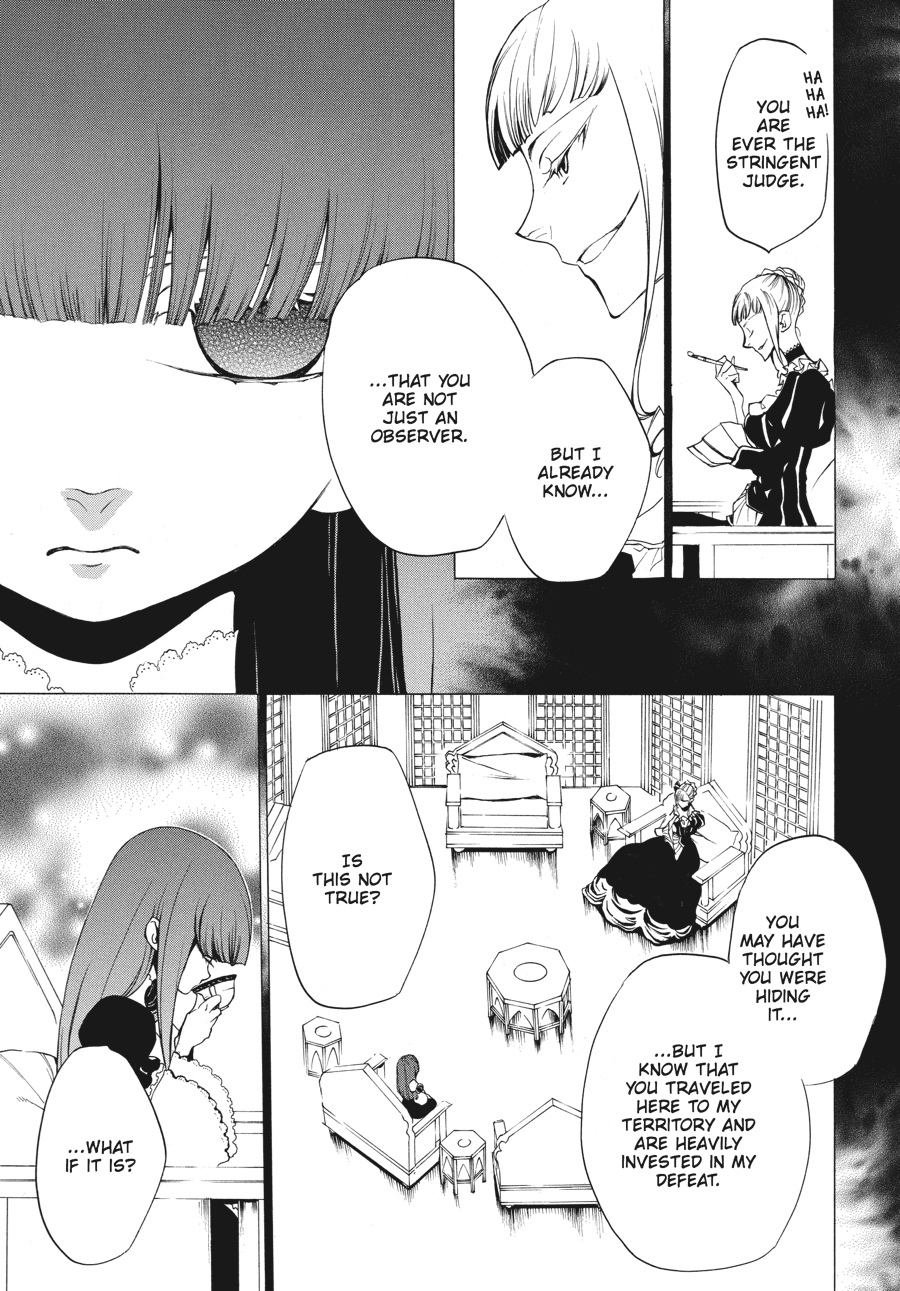 HA
HA
HA!
YOU
ARE
EVER THE
STRINGENT
JUDGE.
BUT I
ALREADY
KNOW...
...THAT YOU
ARE NOT
JUST AN
OBSERVER.
YOU
MAY HAVE
THOUGHT
YOU WERE
HIDING
IT...
...BUT I
KNOW THAT
YOU TRAVELED
HERE TO MY
TERRITORY AND
ARE HEAVILY
INVESTED IN MY
DEFEAT.
IS
THIS NOT
TRUE?
...WHAT
IF IT IS?